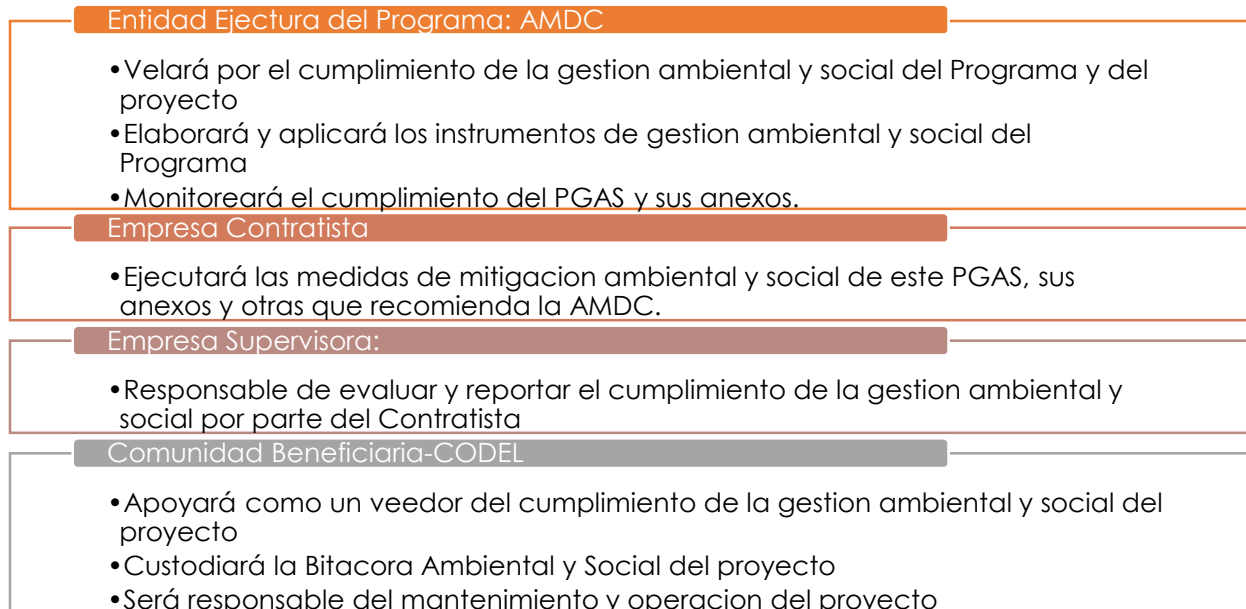 Entidad Ejectura del Programa: AMDC
•Velará por el cumplimiento de la gestion ambiental y social del Programa y del
proyecto
•Elaborará y aplicará los instrumentos de gestion ambiental y social del
Programa
•Monitoreará el cumplimiento del PGAS y sus anexos.
Empresa Contratista
•Ejecutará las medidas de mitigacion ambiental y social de este PGAS, sus
anexos y otras que recomienda la AMDC.
Empresa Supervisora:
•Responsable de evaluar y reportar el cumplimiento de la gestion ambiental y
social por parte del Contratista
Comunidad Beneficiaria-CODEL
•Apoyará como un veedor del cumplimiento de la gestion ambiental y social del
proyecto
•Custodiará la Bitacora Ambiental y Social del proyecto
•Será responsable del mantenimiento y operacion del proyecto